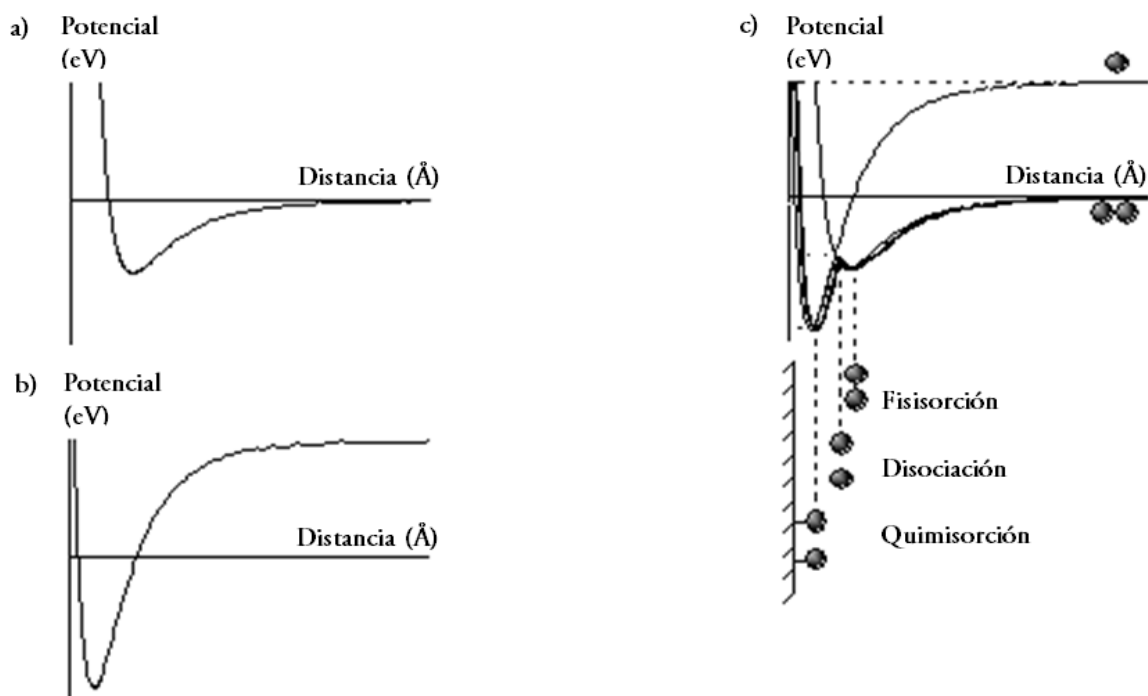 a) Potencial
(eV)
Distancia (Å)
b) Potencial
(eV)
Distancia (Å)
c) Potencial
(eV)
Distancia (Å)
Fisisorción
Disociación
Quimisorción